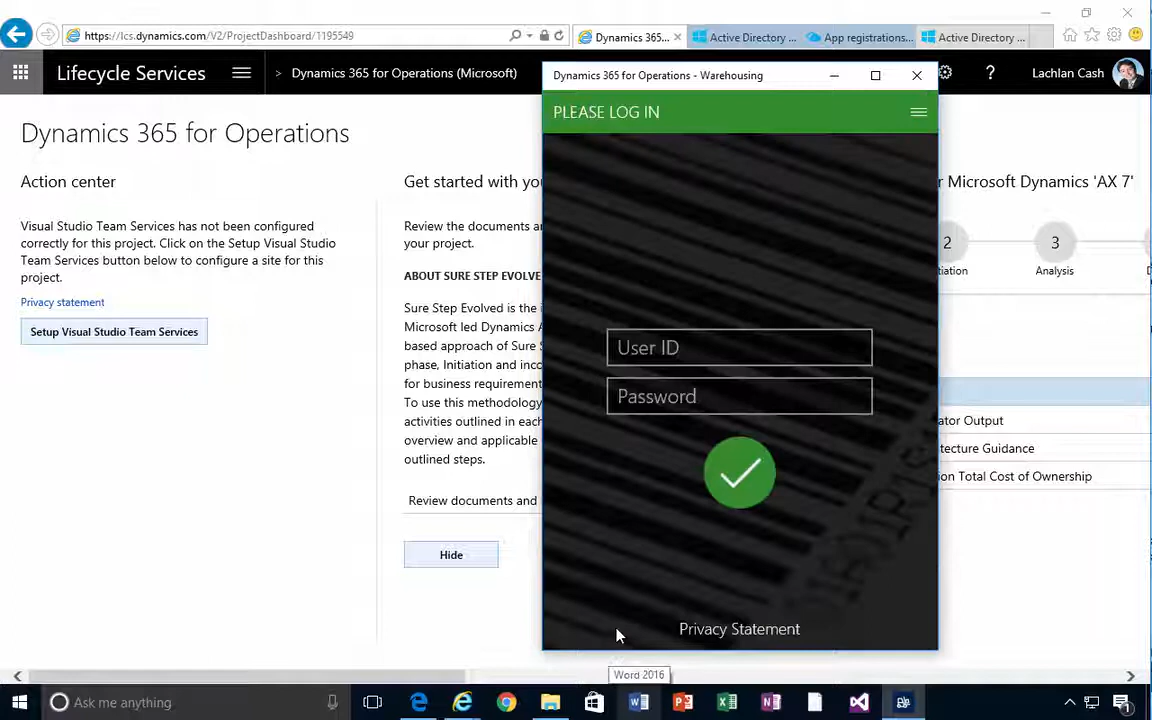 https://lcs.dynamics.com/V2/ProjectDashboard/1195549
Dynamics 365...
Active Directory ...
App registrations...
Active Directory ...
Lifecycle Services
> Dynamics 365 for Operations (Microsoft)
? Lachlan Cash
Dynamics 365 for Operations - Warehousing
PLEASE LOG IN
User ID
Password
Privacy Statement
Dynamics 365 for Operations
Action center
Visual Studio Team Services has not been configured
correctly for this project. Click on the Setup Visual Studio
Team Services button below to configure a site for this
project.
Privacy statement
Setup Visual Studio Team Services
Get started with yo
Review the documents a
your project.
ABOUT SURE STEP EVOLVE
Sure Step Evolved is the i
Microsoft led Dynamics A
based approach of Sure S
phase, Initiation and inco
for business requirement
To use this methodology
activities outlined in each
overview and applicable
outlined steps.
Review documents and
Hide
r Microsoft Dynamics 'AX 7'
2
3
itiation
Analysis
ator Output
tecture Guidance
ion Total Cost of Ownership
Word 2016
Ask me anything
1